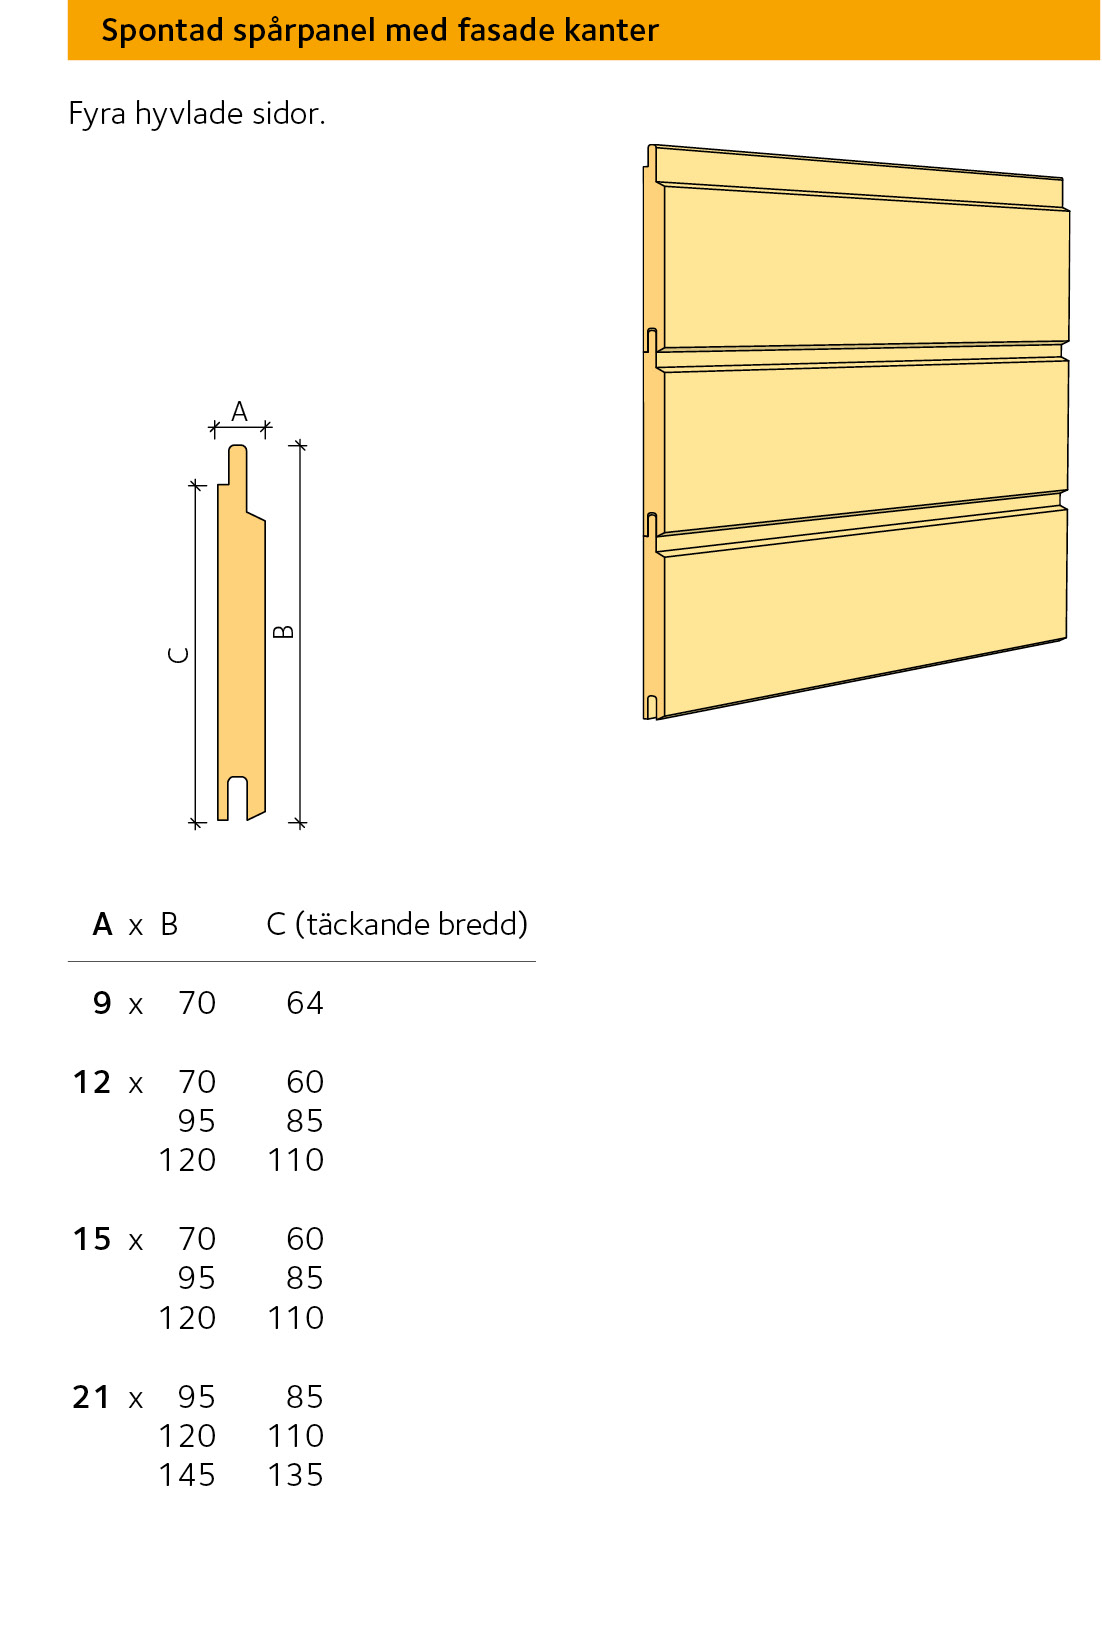 Spontad spårpanel med fasade kanter
Fyra hyvlade sidor.
A
B
C
A x B C (täckande bredd)
9 x 70 64
12 x 70 60
95 85
120 110
15 x 70 60
95 85
120 110
21 x 95 85
120 110
145 135